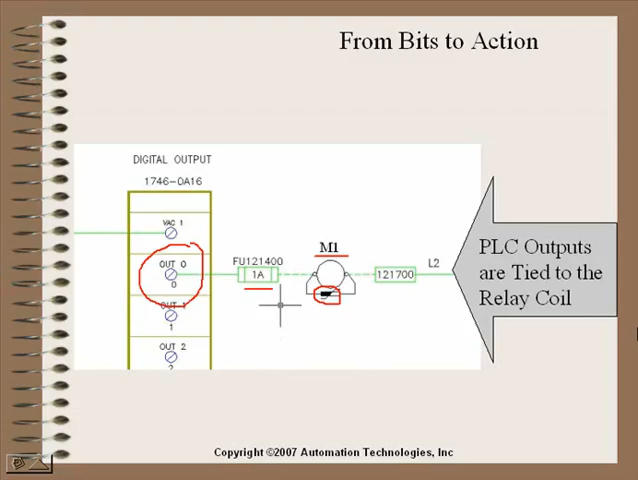 From Bits to Action
DIGITAL OUTPUT
1746-OA16
VAC 1
OUT 0
0
FU121400
1A
M1
121700
L2
PLC Outputs
are Tied to the
Relay Coil
OUT 1
1
OUT 2
2
Copyright ©2007 Automation Technologies, Inc